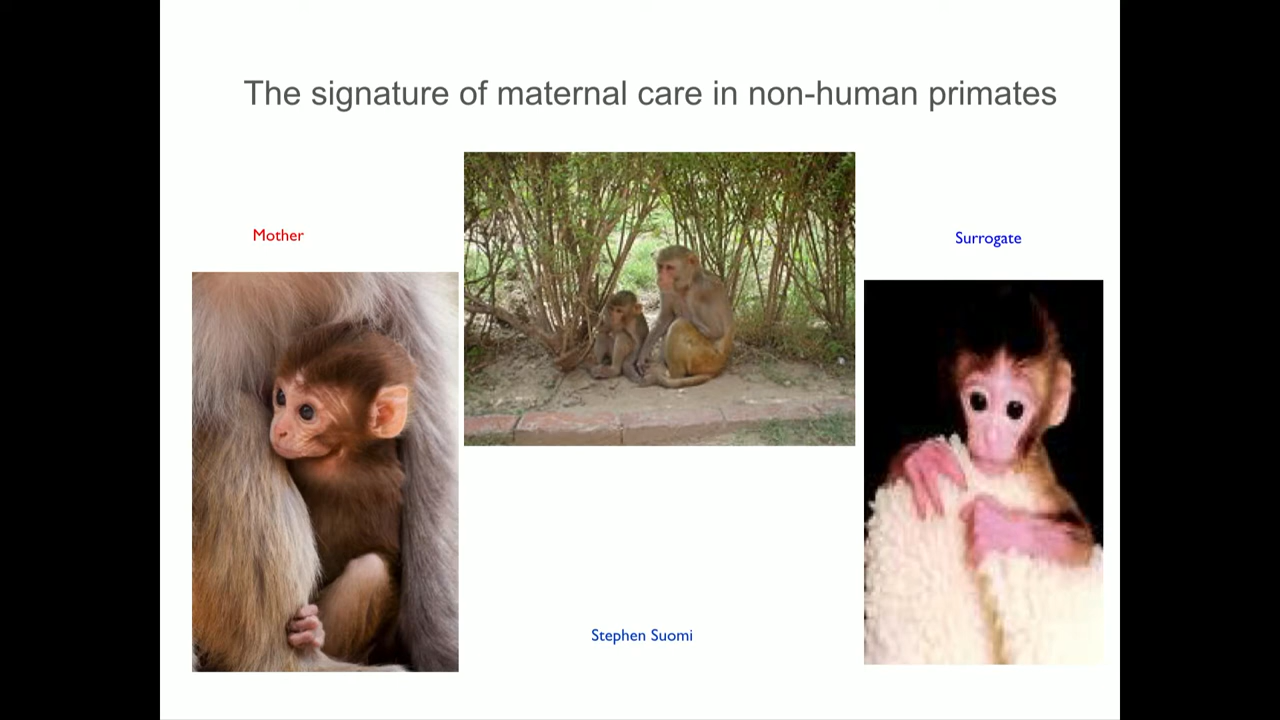 The signature of maternal care in non-human primates
Mother
Surrogate
Stephen Suomi